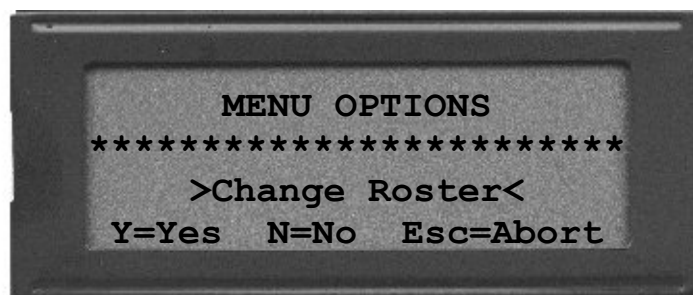 MENU OPTIONS
************************
>Change Roster<
Y=Yes N=No Esc=Abort